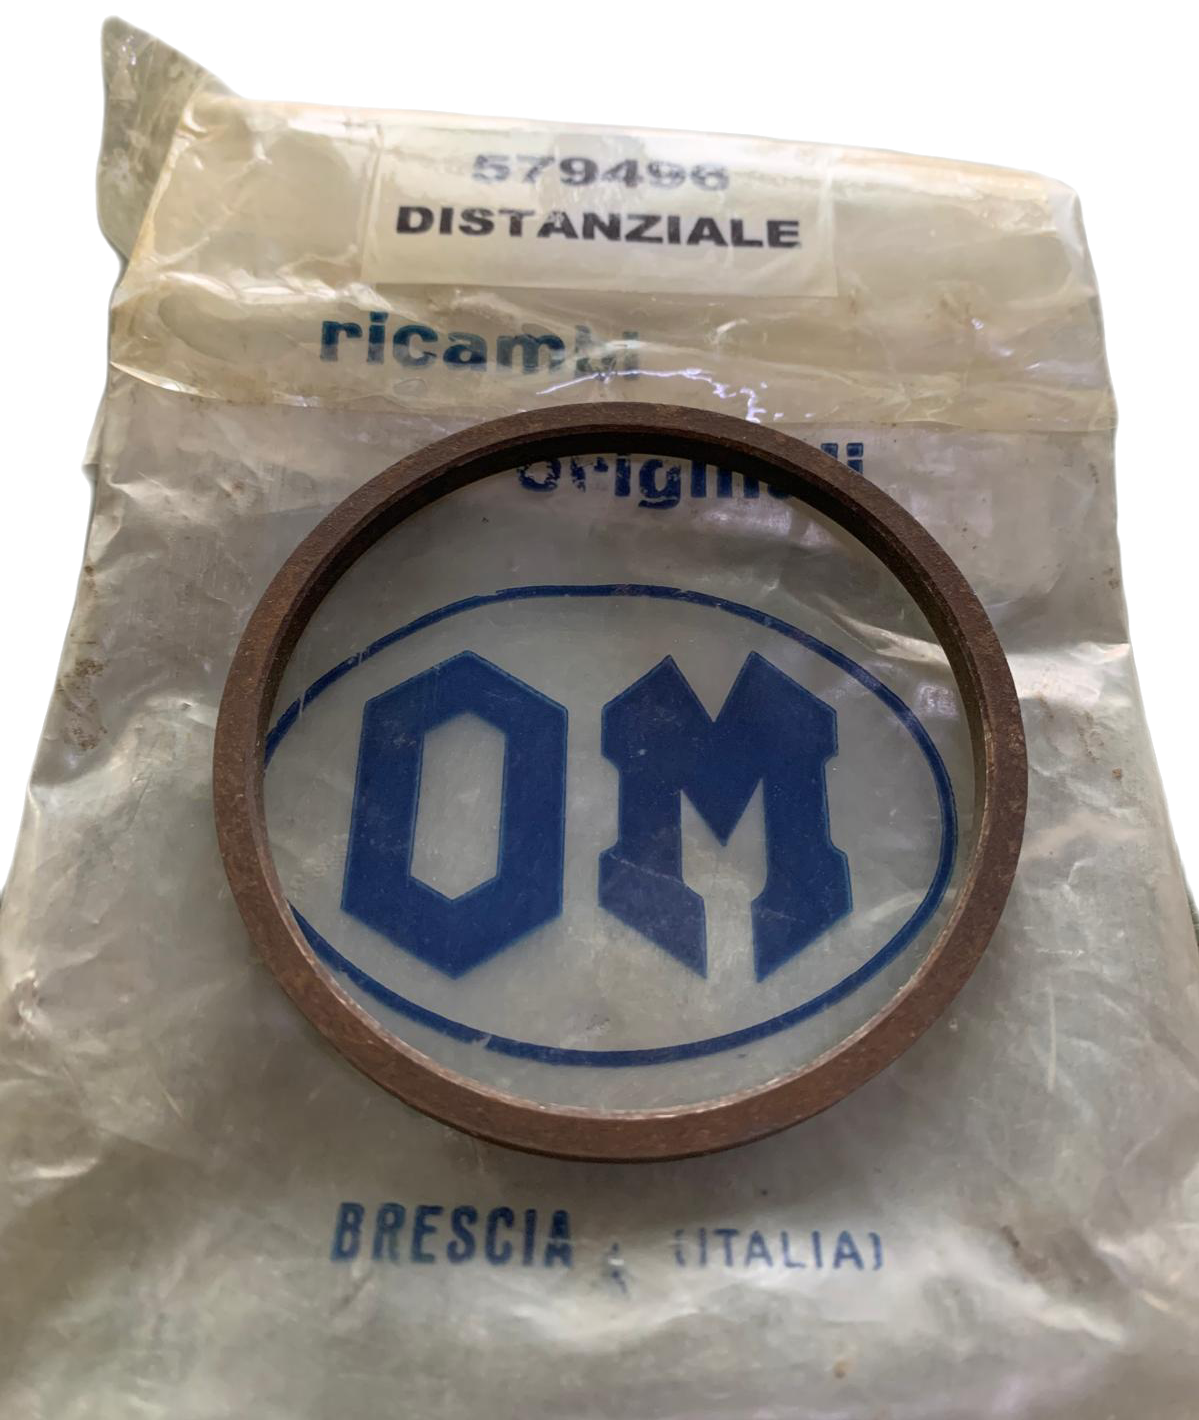 579496
DISTANZIALE
ricambi
originali
OM
BRESCIA (ITALIA)